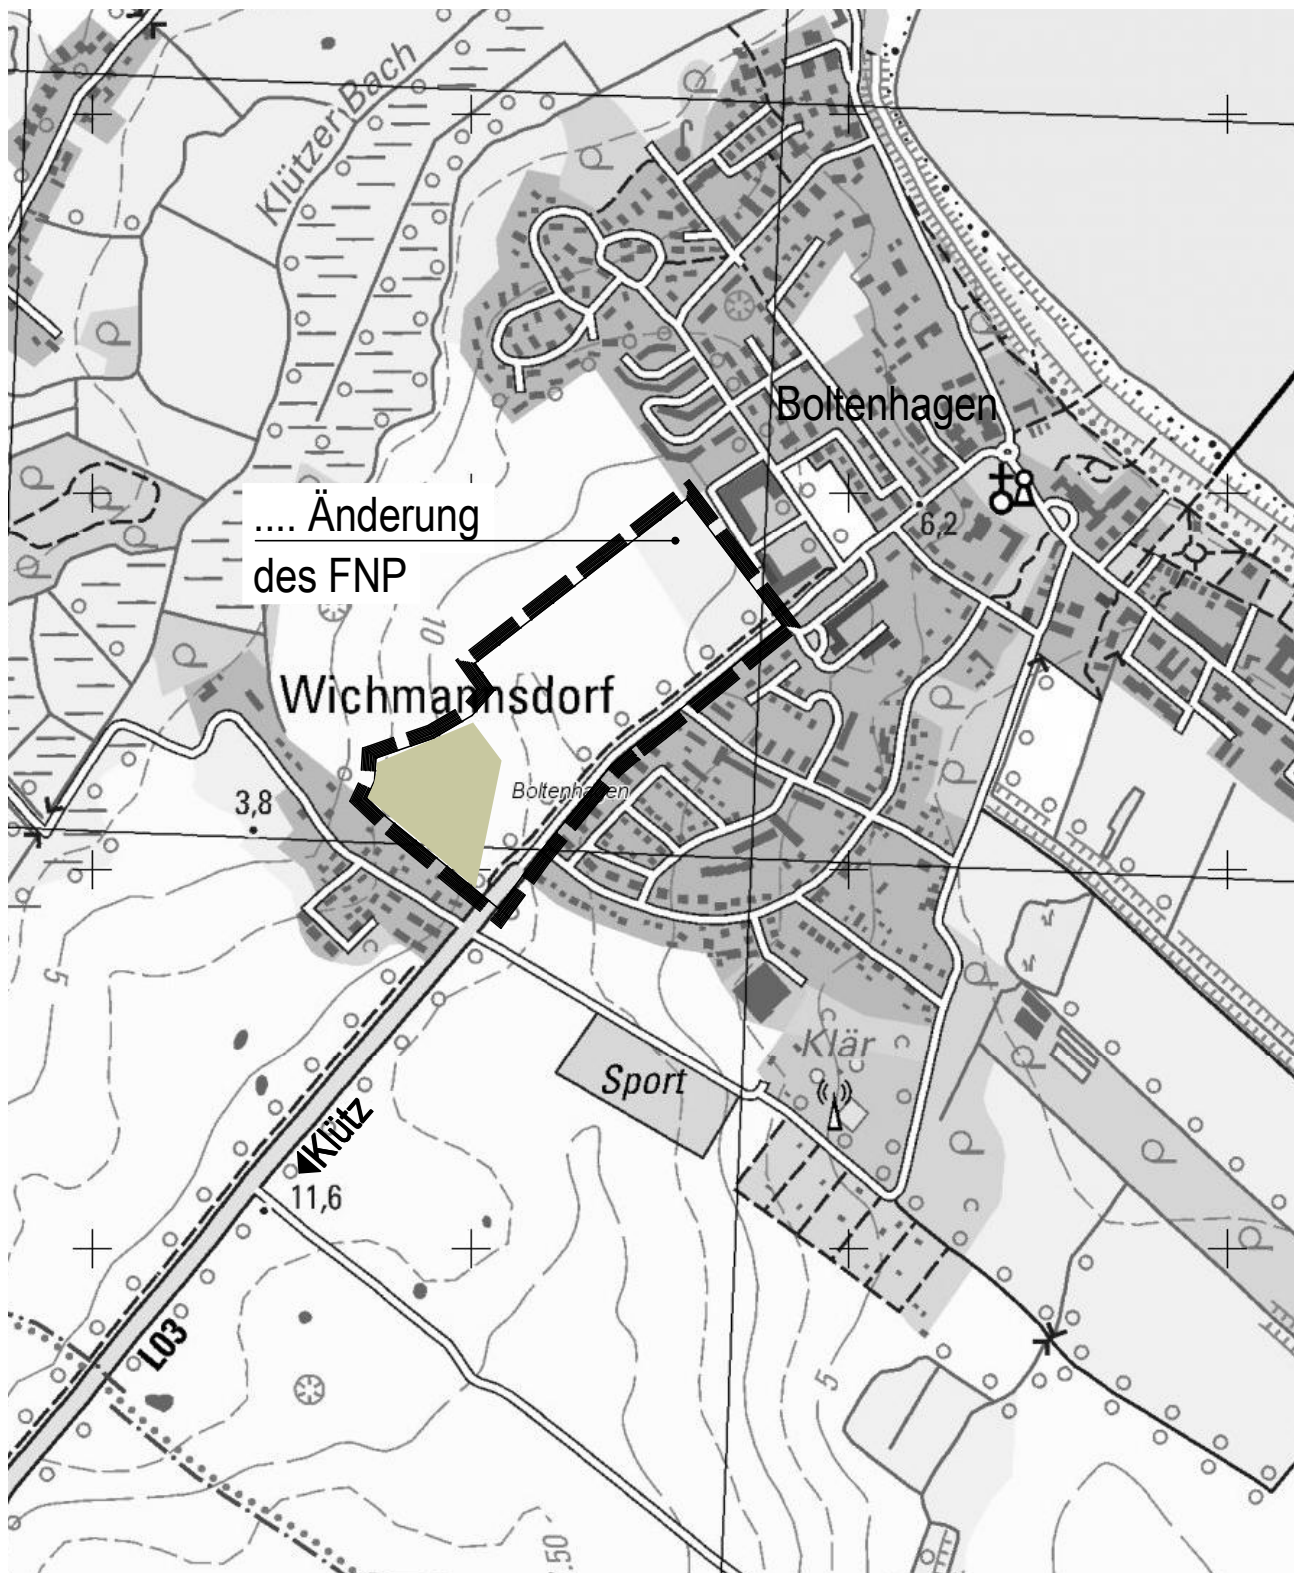 Klützer Bach
Boltenhagen
6,2
.... Änderung
des FNP
10
Wichmannsdorf
Boltenhagen
3,8
5
Klär
Sport
Klütz
11,6
L03
5
.50